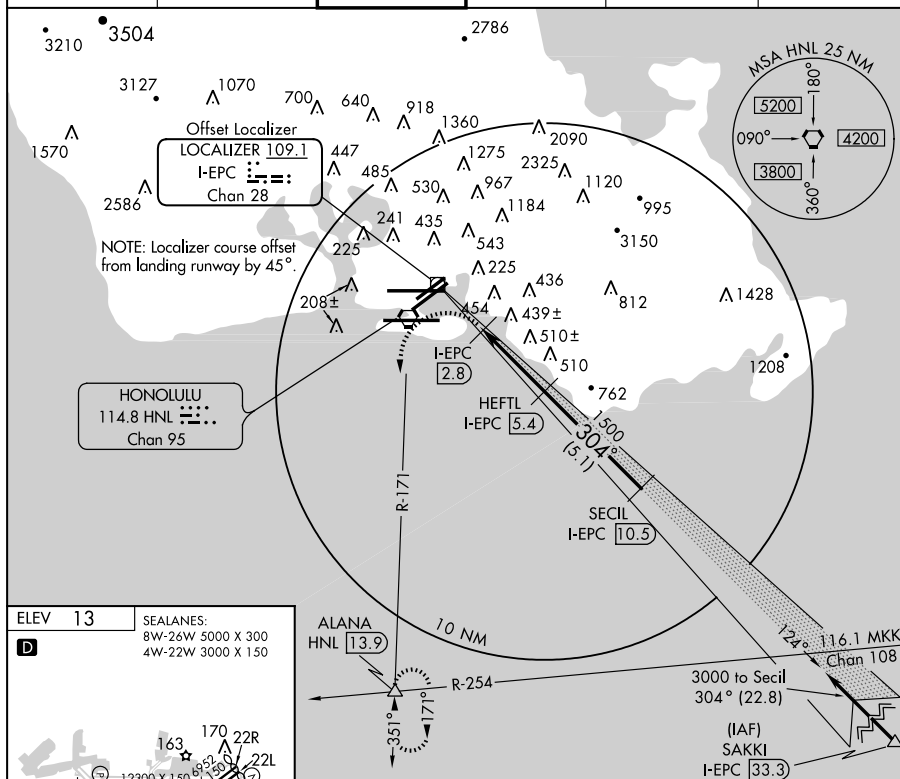 3504
3210
2786
3127
1070
700
640
918
1360
2090
MSA HNL 25 NM
180°
5200
090°
4200
3800
360°
1570
Offset Localizer
LOCALIZER 109.1
I-EPC
Chan 28
447
485
1275
2325
530
967
1120
995
2586
1184
NOTE: Localizer course offset
from landing runway by 45°.
225
241
435
543
3150
225
436
812
1428
208±
454
439±
510±
510
1208
I-EPC
2.8
762
HEFTL
I-EPC 5.4
1500
304°
(5.1)
HONOLULU
114.8 HNL
Chan 95
R-171
SECIL
I-EPC 10.5
10 NM
ALANA
HNL 13.9
R-254
351°
171°
124°
116.1 MKK
Chan 108
3000 to Secil
304° (22.8)
(IAF)
SAKKI
I-EPC 33.3
ELEV 13
D
SEALANES:
8W-26W 5000 X 300
4W-22W 3000 X 150
163
170
22R
22L
6952
150
12300 X 150
P